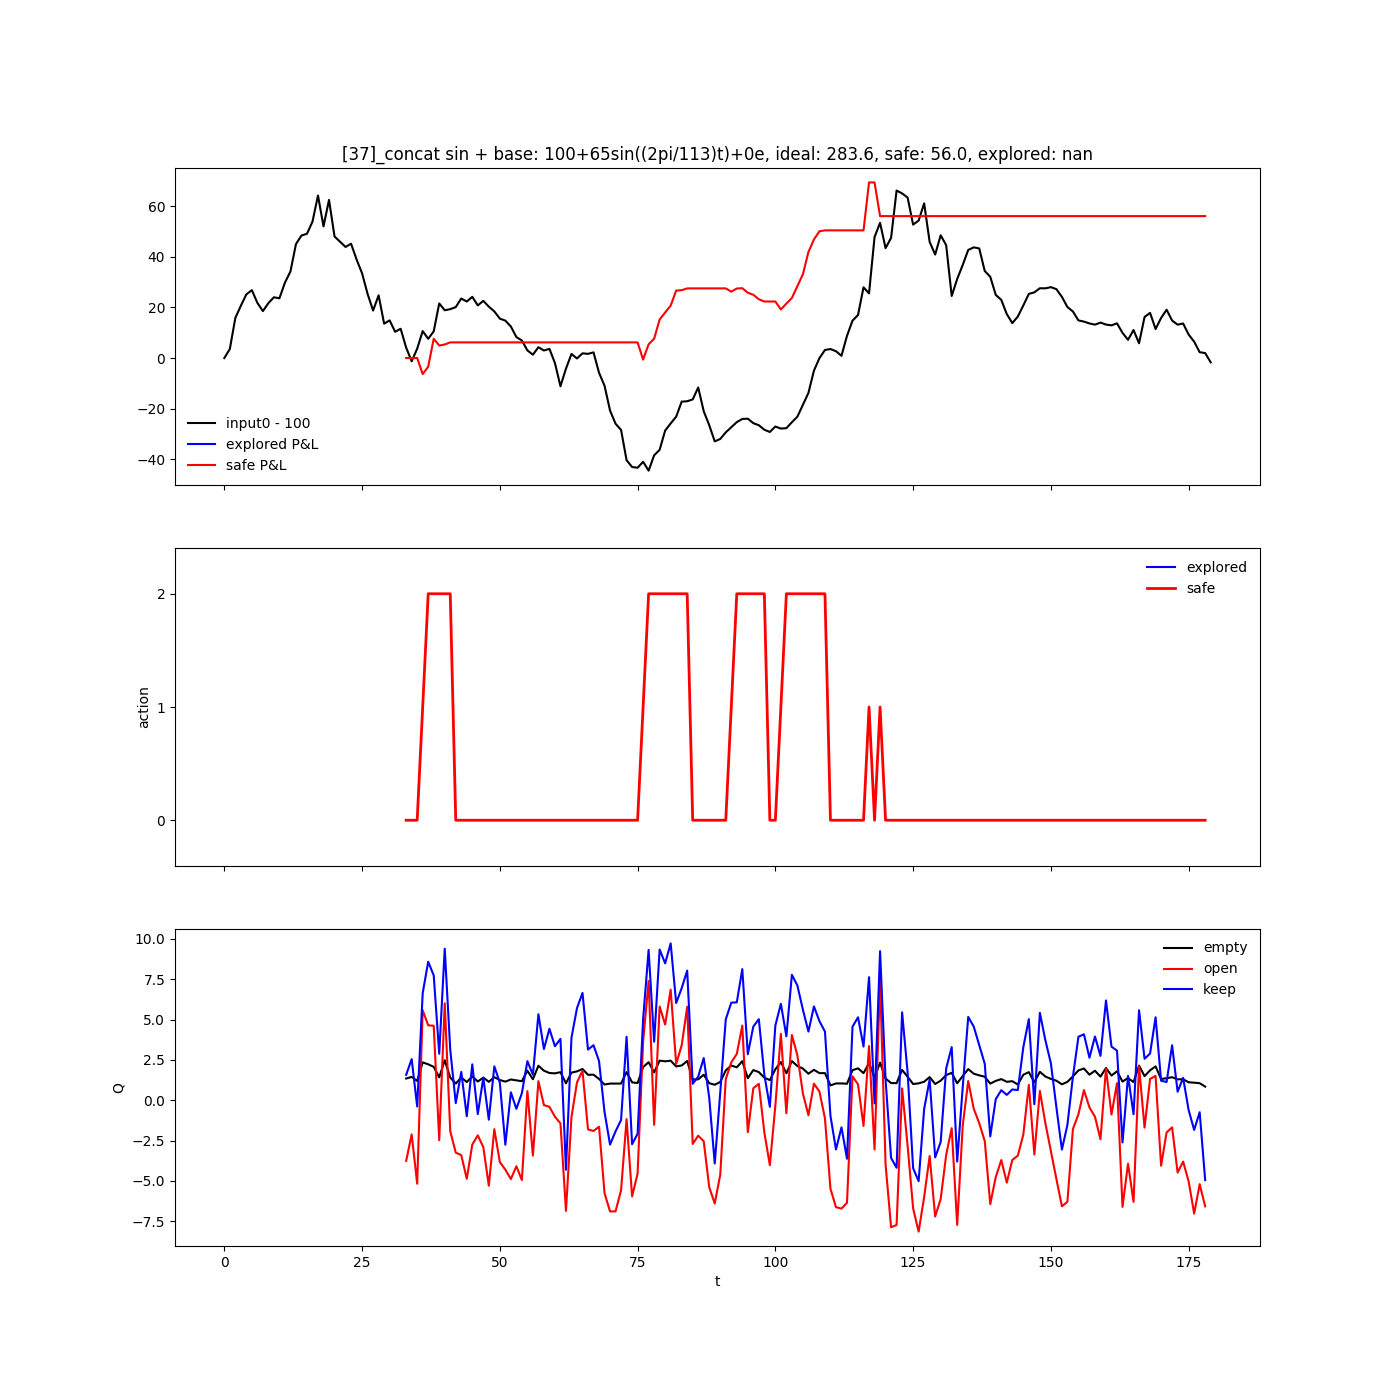 [37]_concat sin + base: 100+65sin((2pi/113)t)+0e, ideal: 283.6, safe: 56.0, explored: nan
60
40
20
0
−20
−40
input0 - 100
explored P&L
safe P&L
2
1
0
action
explored
safe
10.0
7.5
5.0
2.5
0.0
−2.5
−5.0
−7.5
Q
empty
open
keep
0 25 50 75 100 125 150 175
t